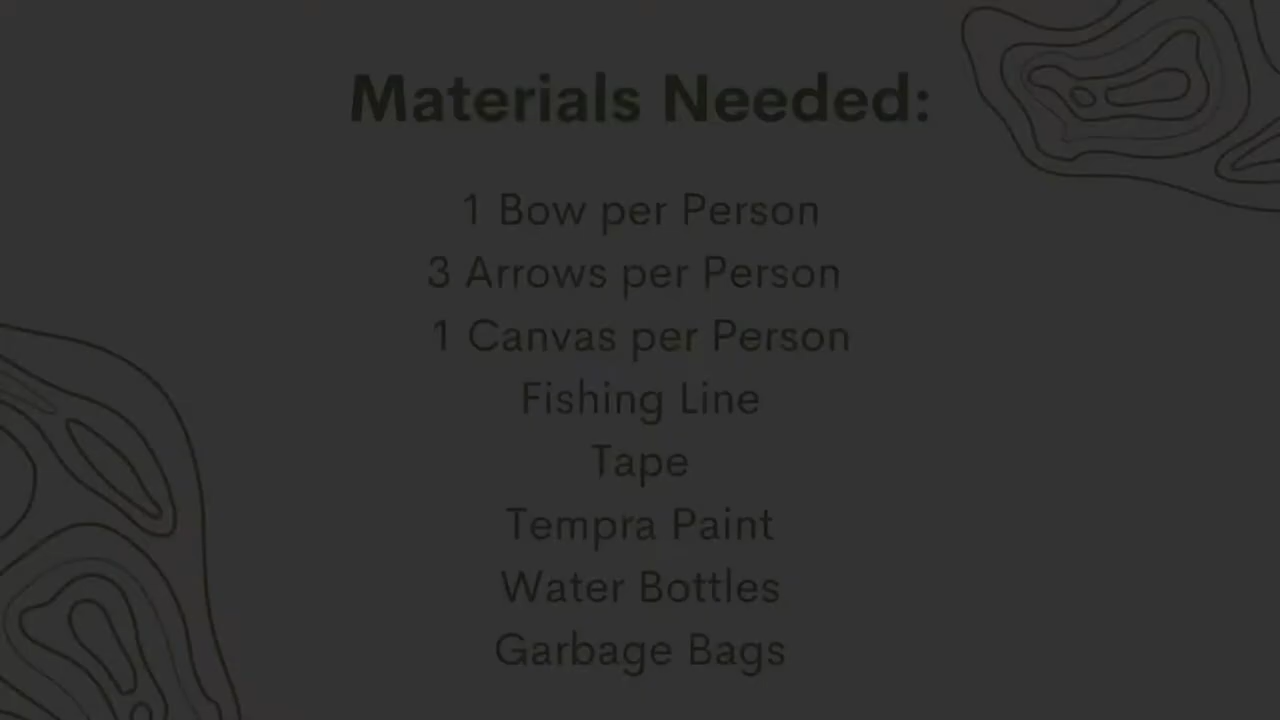 Materials Needed:
1 Bow per Person
3 Arrows per Person
1 Canvas per Person
Fishing Line
Tape
Tempra Paint
Water Bottles
Garbage Bags